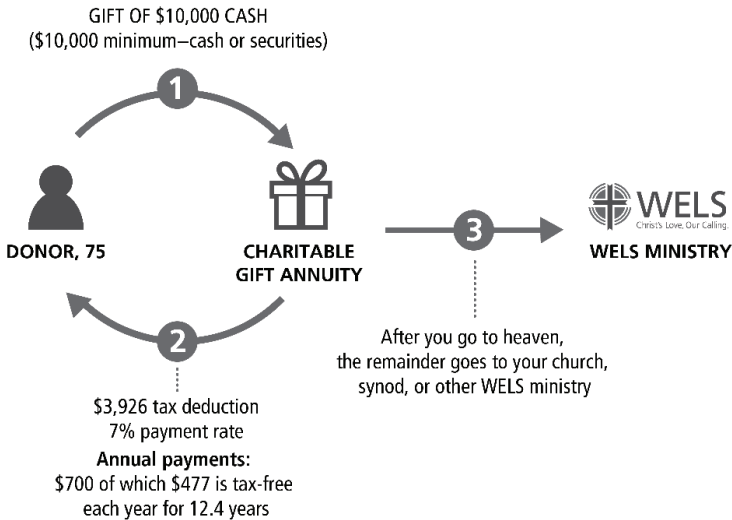 GIFT OF $10,000 CASH
($10,000 minimum–cash or securities)
1
DONOR, 75
CHARITABLE
GIFT ANNUITY
3
WELS
Christ's Love, Our Calling.
WELS MINISTRY
2
After you go to heaven,
the remainder goes to your church,
synod, or other WELS ministry
$3,926 tax deduction
7% payment rate
Annual payments:
$700 of which $477 is tax-free
each year for 12.4 years